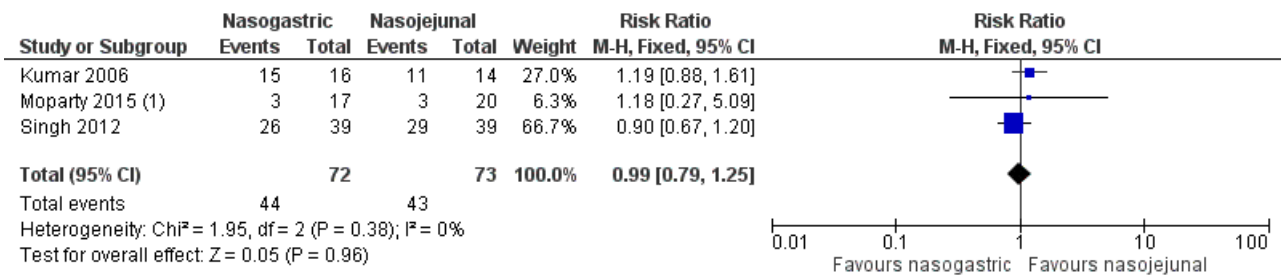 Nasogastric Nasojejunal Risk Ratio Risk Ratio
Study or Subgroup Events Total Events Total Weight M-H, Fixed, 95% CI M-H, Fixed, 95% CI
Kumar 2006 15 16 11 14 27.0% 1.19 [0.88, 1.61]
Moparty 2015 (1) 3 17 3 20 6.3% 1.18 [0.27, 5.09]
Singh 2012 26 39 29 39 66.7% 0.90 [0.67, 1.20]
Total (95% CI) 72 73 100.0% 0.99 [0.79, 1.25]
Total events 44 43
Heterogeneity: Chi² = 1.95, df = 2 (P = 0.38); I² = 0%
Test for overall effect: Z = 0.05 (P = 0.96)
0.01 0.1 1 10 100
Favours nasogastric Favours nasojejunal